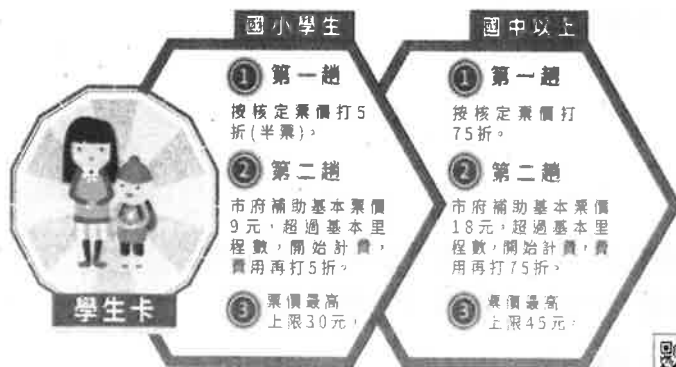 國小學生
1 第一趟
按核定票價打5
折(半票)。
2 第二趟
市府補助基本票價
9元，超過基本里
程數，開始計費，
費用再打5折。
3 票價最高
上限30元，
國中以上
1 第一趟
按核定票價打
75折。
2 第二趟
市府補助基本票價
18元，超過基本里
程數，開始計費，費
用再打75折。
3 票價最高
上限45元。
學生卡